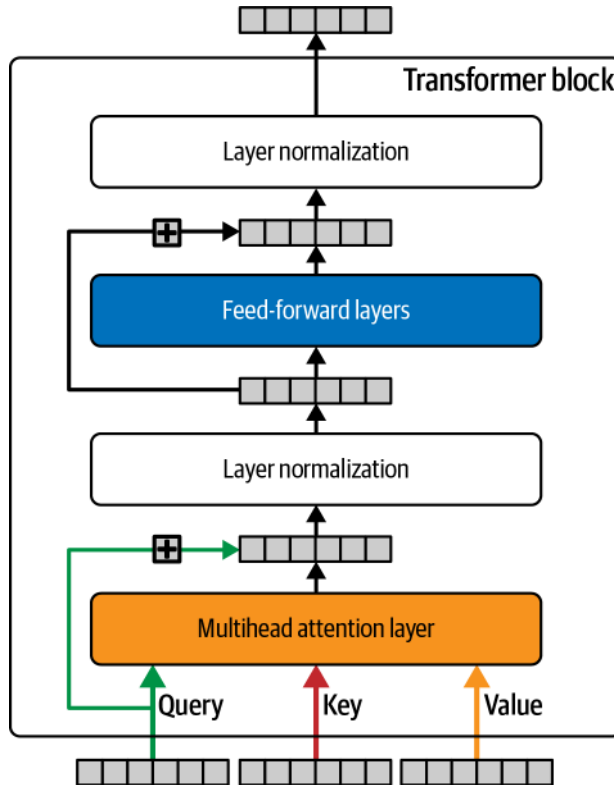 Transformer block
Layer normalization
+
Feed-forward layers
Layer normalization
+
Multihead attention layer
Query Key Value